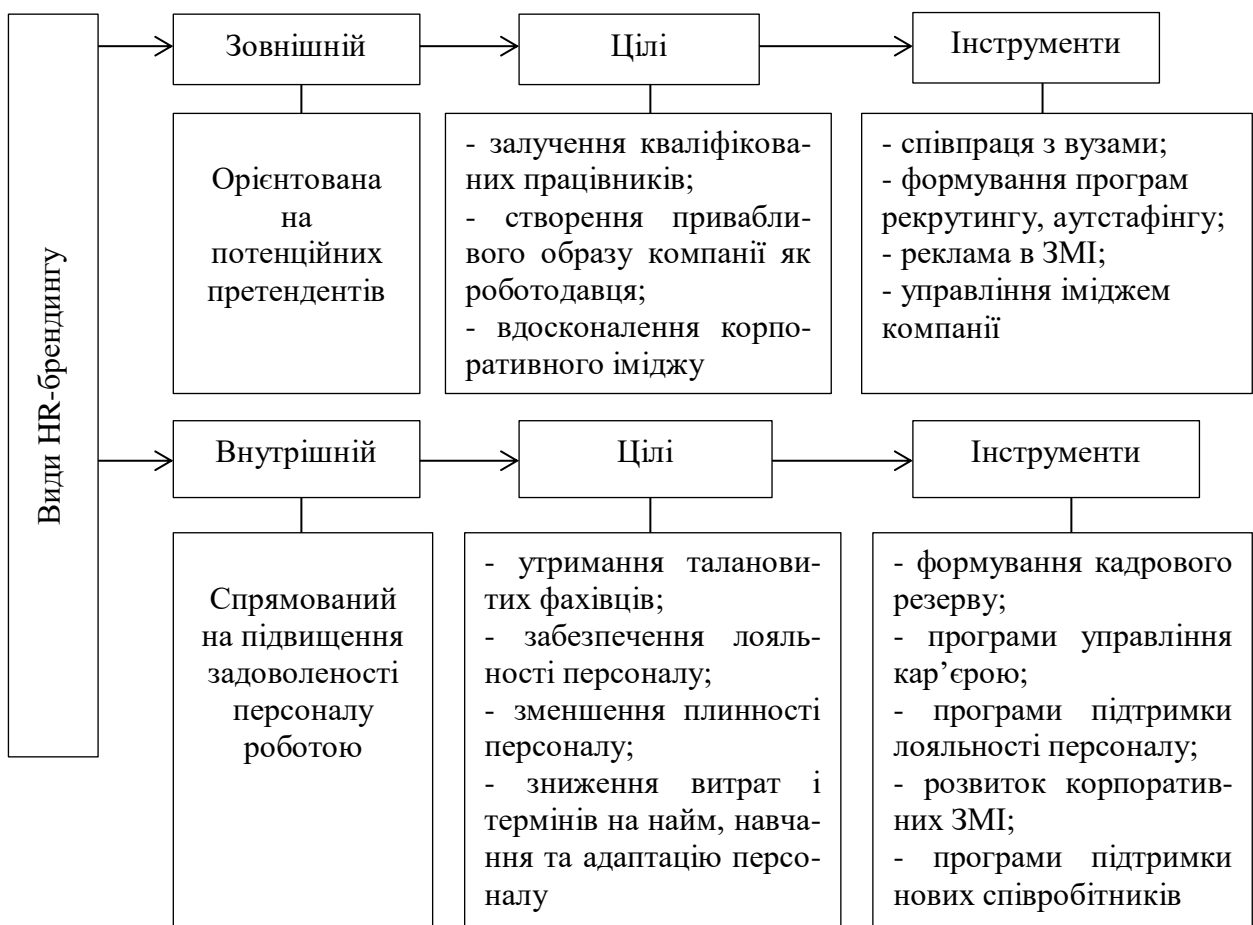 Види HR-брендингу
Зовнішній
Цілі
Інструменти
Орієнтована
на
потенційних
претендентів
- залучення кваліфікова-
них працівників;
- створення привабли-
вого образу компанії як
роботодавця;
- вдосконалення корпо-
ративного іміджу
- співпраця з вузами;
- формування програм
рекрутингу, аутстафінгу;
- реклама в ЗМІ;
- управління іміджем
компанії
Внутрішній
Цілі
Інструменти
Спрямований
на підвищення
задоволеності
персоналу
роботою
- утримання таланови-
тих фахівців;
- забезпечення лояль-
ності персоналу;
- зменшення плинності
персоналу;
- зниження витрат і
термінів на найм, навча-
ння та адаптацію персо-
налу
- формування кадрового
резерву;
- програми управління
кар’єрою;
- програми підтримки
лояльності персоналу;
- розвиток корпоратив-
них ЗМІ;
- програми підтримки
нових співробітників